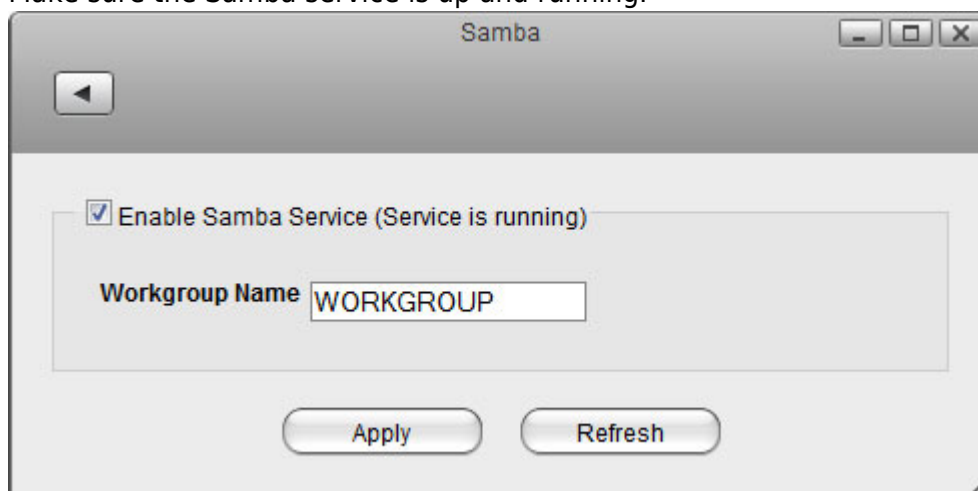 Make sure the Samba service is up and running.
Samba
Enable Samba Service (Service is running)
Workgroup Name WORKGROUP
Apply Refresh